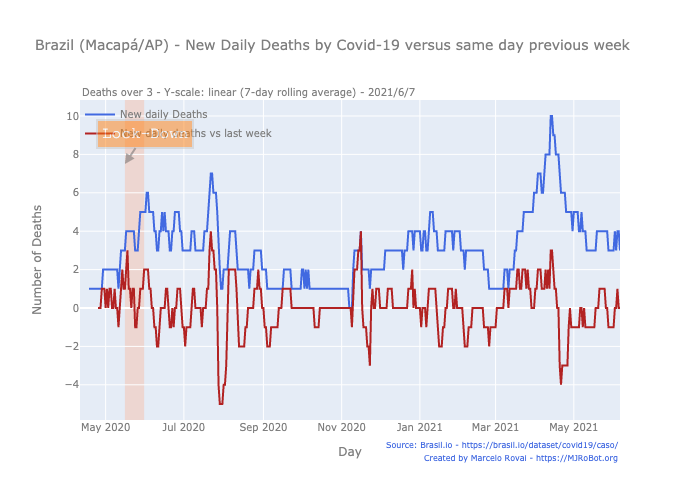 Brazil (Macapá/AP) - New Daily Deaths by Covid-19 versus same day previous week
Deaths over 3 - Y-scale: linear (7-day rolling average) - 2021/6/7
New daily Deaths
Lock-Down
New daily deaths vs last week
Number of Deaths
10
8
6
4
2
0
−2
−4
May 2020
Jul 2020
Sep 2020
Nov 2020
Jan 2021
Mar 2021
May 2021
Day
Source: Brasil.io - https://brasil.io/dataset/covid19/caso/
Created by Marcelo Rovai - https://MJRoBot.org